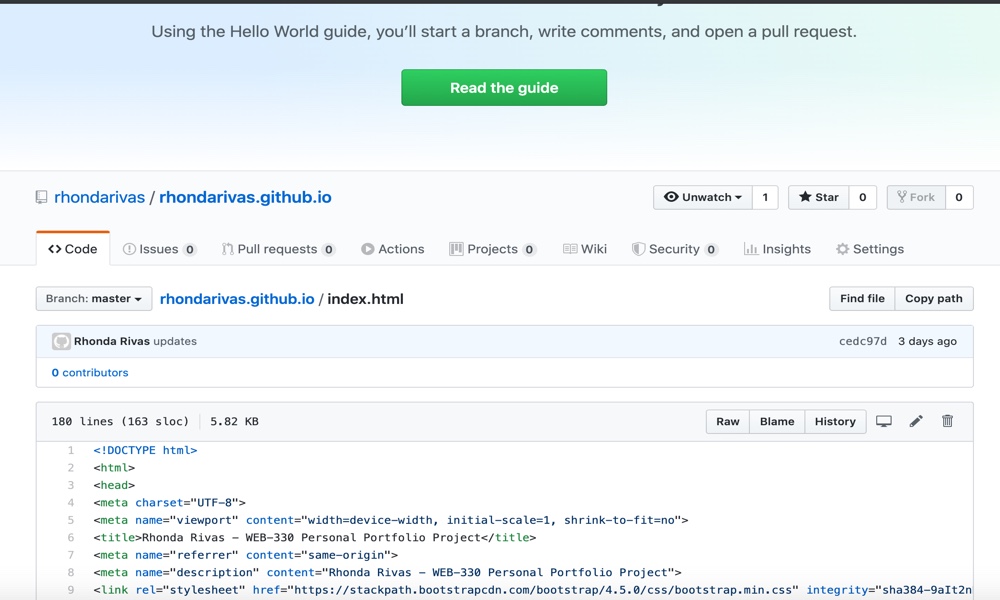 Using the Hello World guide, you’ll start a branch, write comments, and open a pull request.
Read the guide
rhondarivas / rhondarivas.github.io
Unwatch 1 Star 0 Fork 0
Code Issues 0 Pull requests 0 Actions Projects 0 Wiki Security 0 Insights Settings
Branch: master rhondarivas.github.io / index.html Find file Copy path
Rhonda Rivas updates cedc97d 3 days ago
0 contributors
180 lines (163 sloc) 5.82 KB Raw Blame History
1 <!DOCTYPE html>
2 <html>
3 <head>
4 <meta charset="UTF-8">
5 <meta name="viewport" content="width=device-width, initial-scale=1, shrink-to-fit=no">
6 <title>Rhonda Rivas – WEB-330 Personal Portfolio Project</title>
7 <meta name="referrer" content="same-origin">
8 <meta name="description" content="Rhonda Rivas – WEB-330 Personal Portfolio Project">
9 <link rel="stylesheet" href="https://stackpath.bootstrapcdn.com/bootstrap/4.5.0/css/bootstrap.min.css" integrity="sha384-9aIt2n